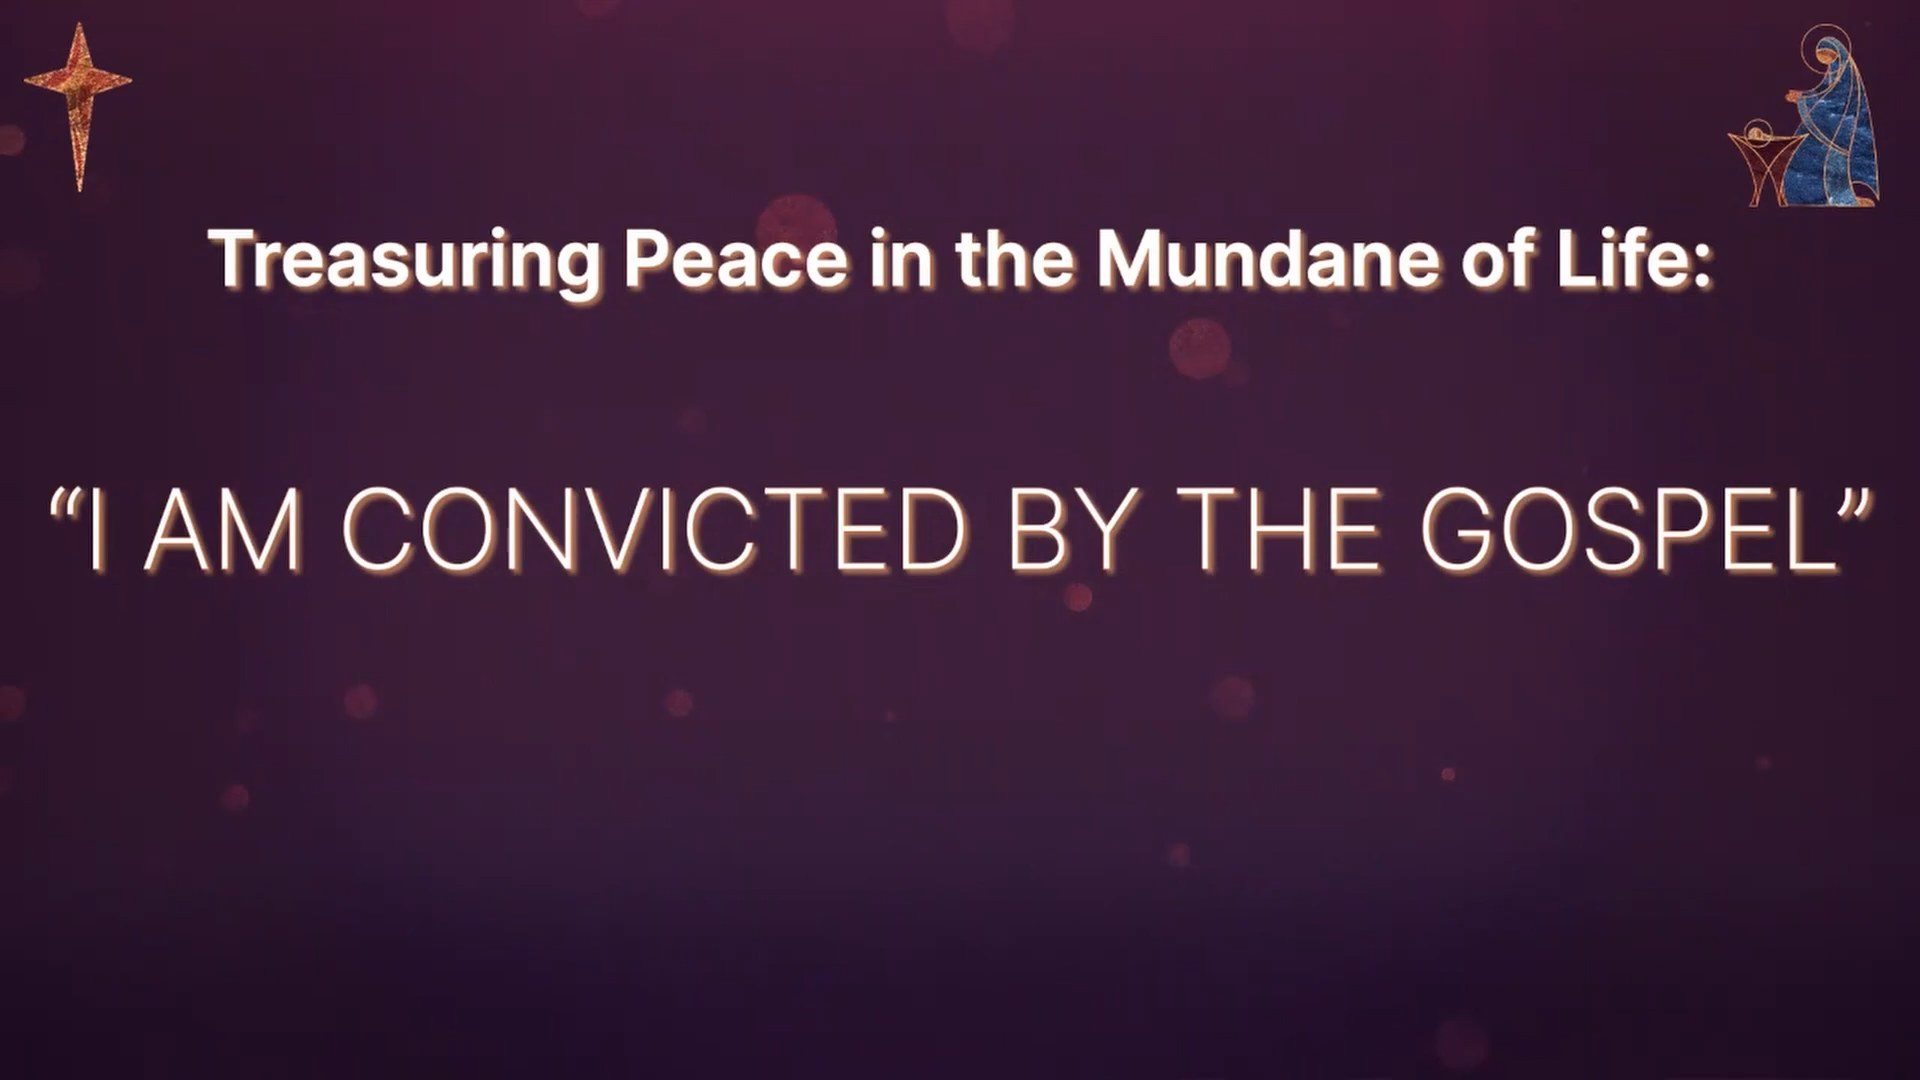 Treasuring Peace in the Mundane of Life:
“I AM CONVICTED BY THE GOSPEL”